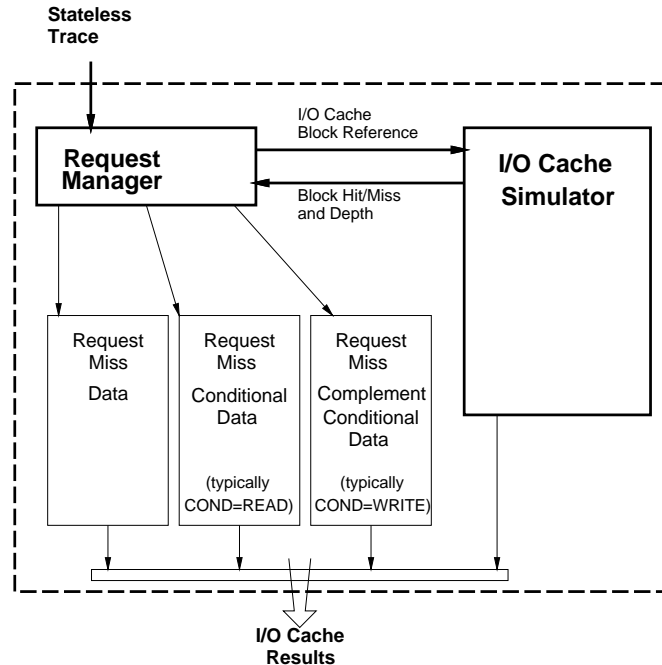 Stateless
Trace
I/O Cache
Block Reference
Request
Manager
Block Hit/Miss
and Depth
I/O Cache
Simulator
Request
Miss
Data
Request
Miss
Conditional
Data
(typically
COND=READ)
Request
Miss
Complement
Conditional
Data
(typically
COND=WRITE)
I/O Cache
Results